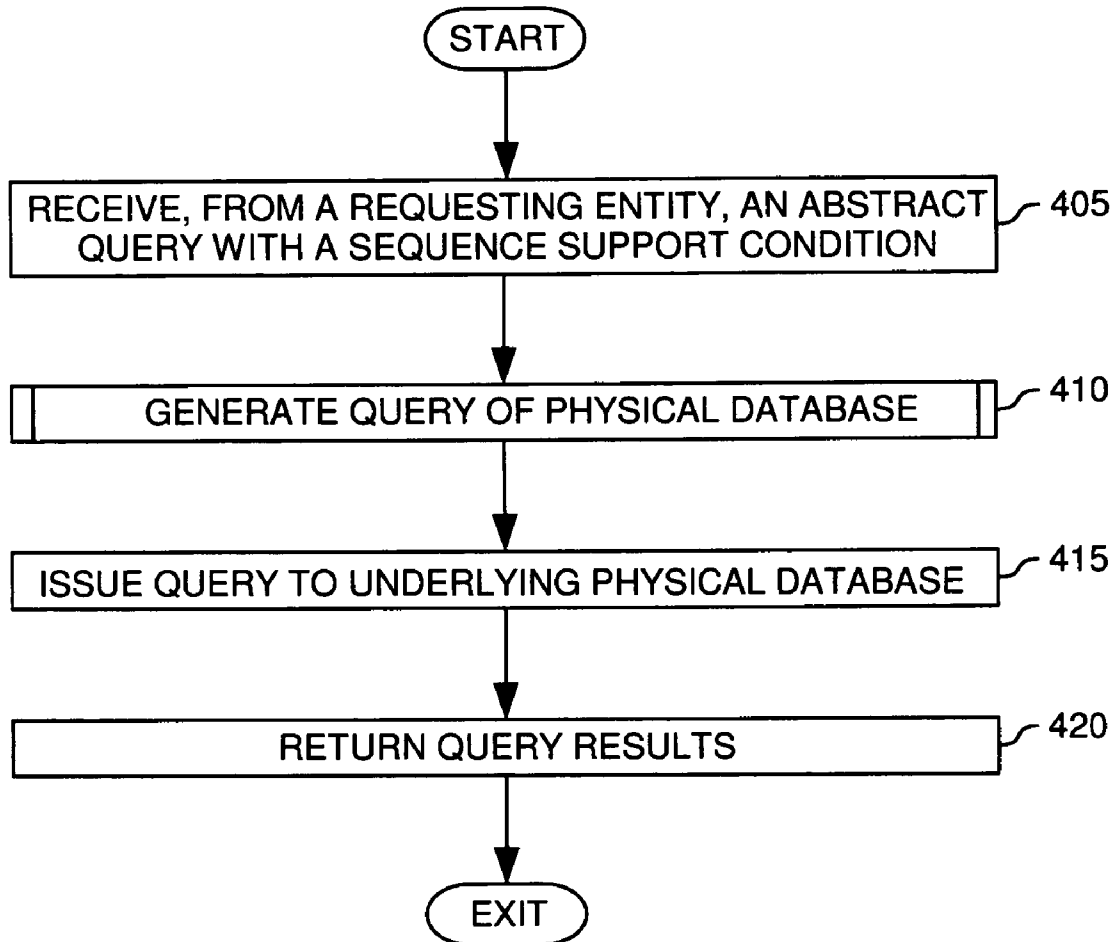 START
RECEIVE, FROM A REQUESTING ENTITY, AN ABSTRACT
QUERY WITH A SEQUENCE SUPPORT CONDITION
405
GENERATE QUERY OF PHYSICAL DATABASE
410
ISSUE QUERY TO UNDERLYING PHYSICAL DATABASE
415
RETURN QUERY RESULTS
420
EXIT